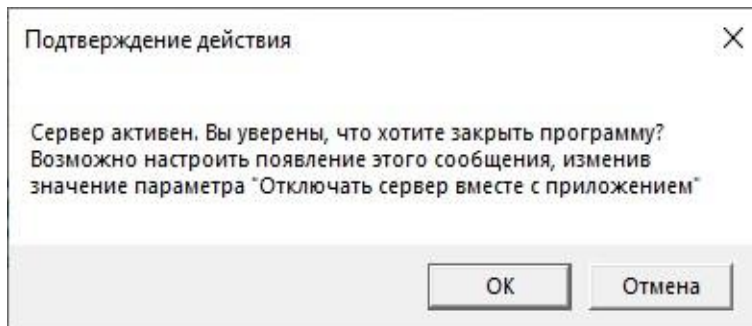 Подтверждение действия
Сервер активен. Вы уверены, что хотите закрыть программу?
Возможно настроить появление этого сообщения, изменив
значение параметра "Отключать сервер вместе с приложением"
ОК
Отмена